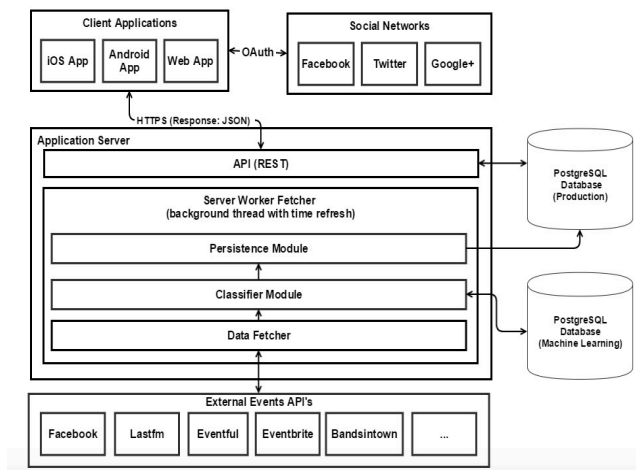 Client Applications
iOS App
Android
App
Web App
OAuth
Social Networks
Facebook
Twitter
Google+
HTTPS (Response: JSON)
Application Server
API (REST)
Server Worker Fetcher
(background thread with time refresh)
Persistence Module
Classifier Module
Data Fetcher
PostgreSQL
Database
(Production)
PostgreSQL
Database
(Machine Learning)
External Events API's
Facebook
Lastfm
Eventful
Eventbrite
Bandsintown
...